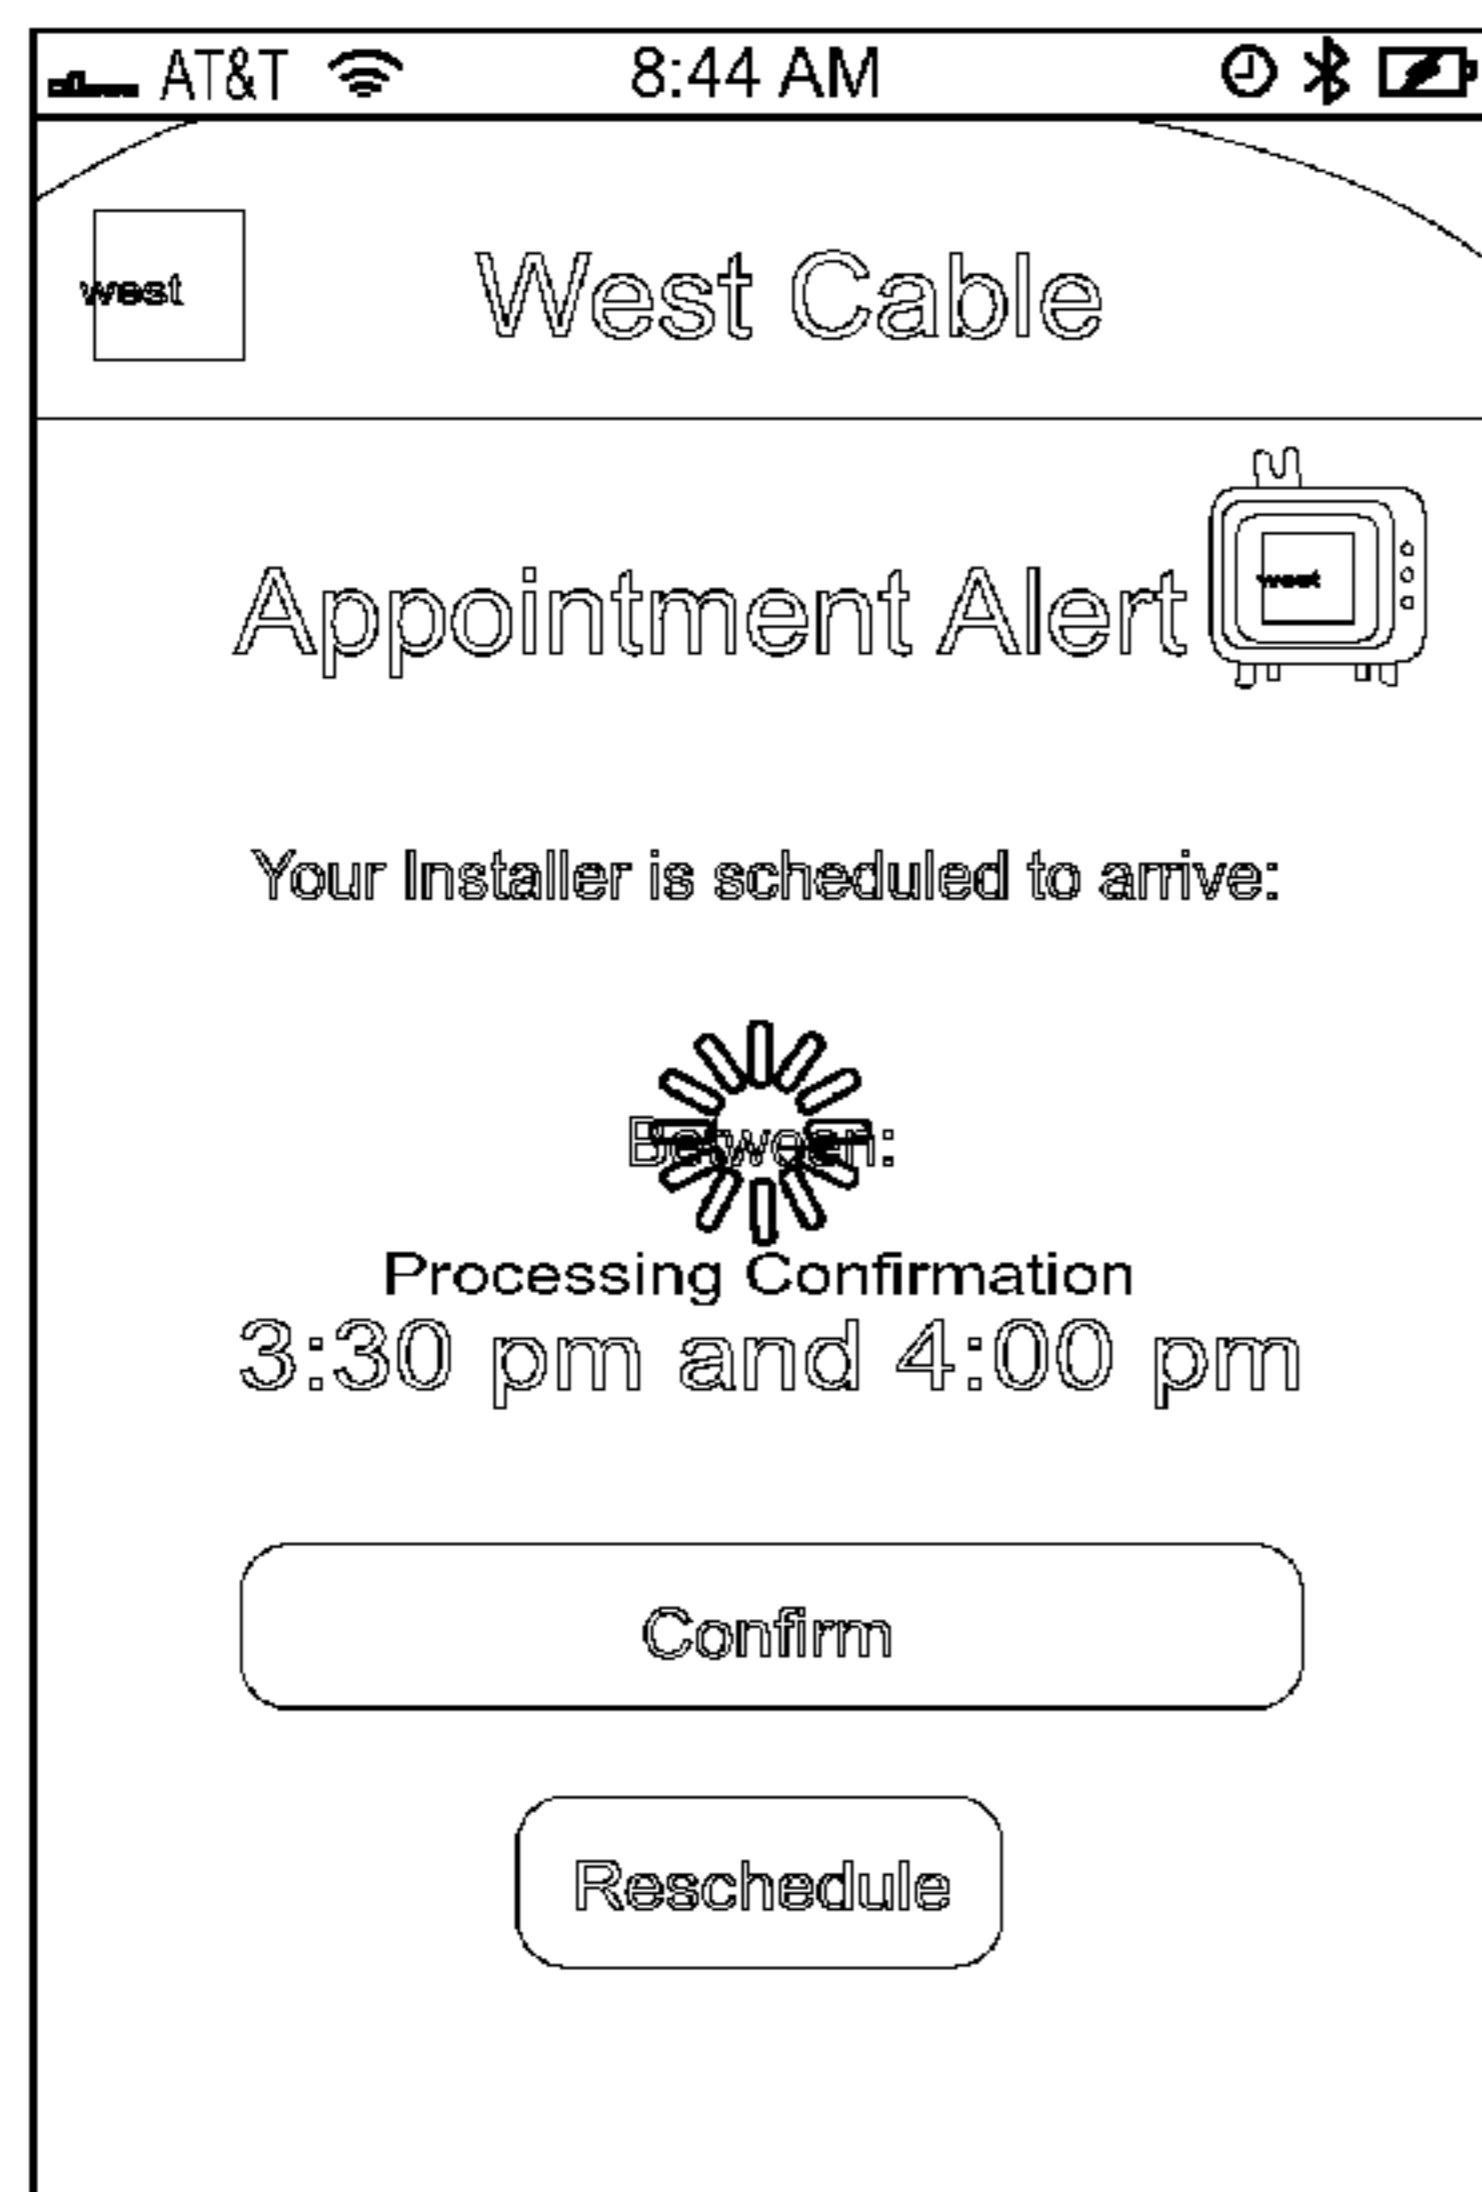 AT&T 8:44 AM
west West Cable
Appointment Alert
west
Your Installer is scheduled to arrive:
Between:
Processing Confirmation
3:30 pm and 4:00 pm
Confirm
Reschedule